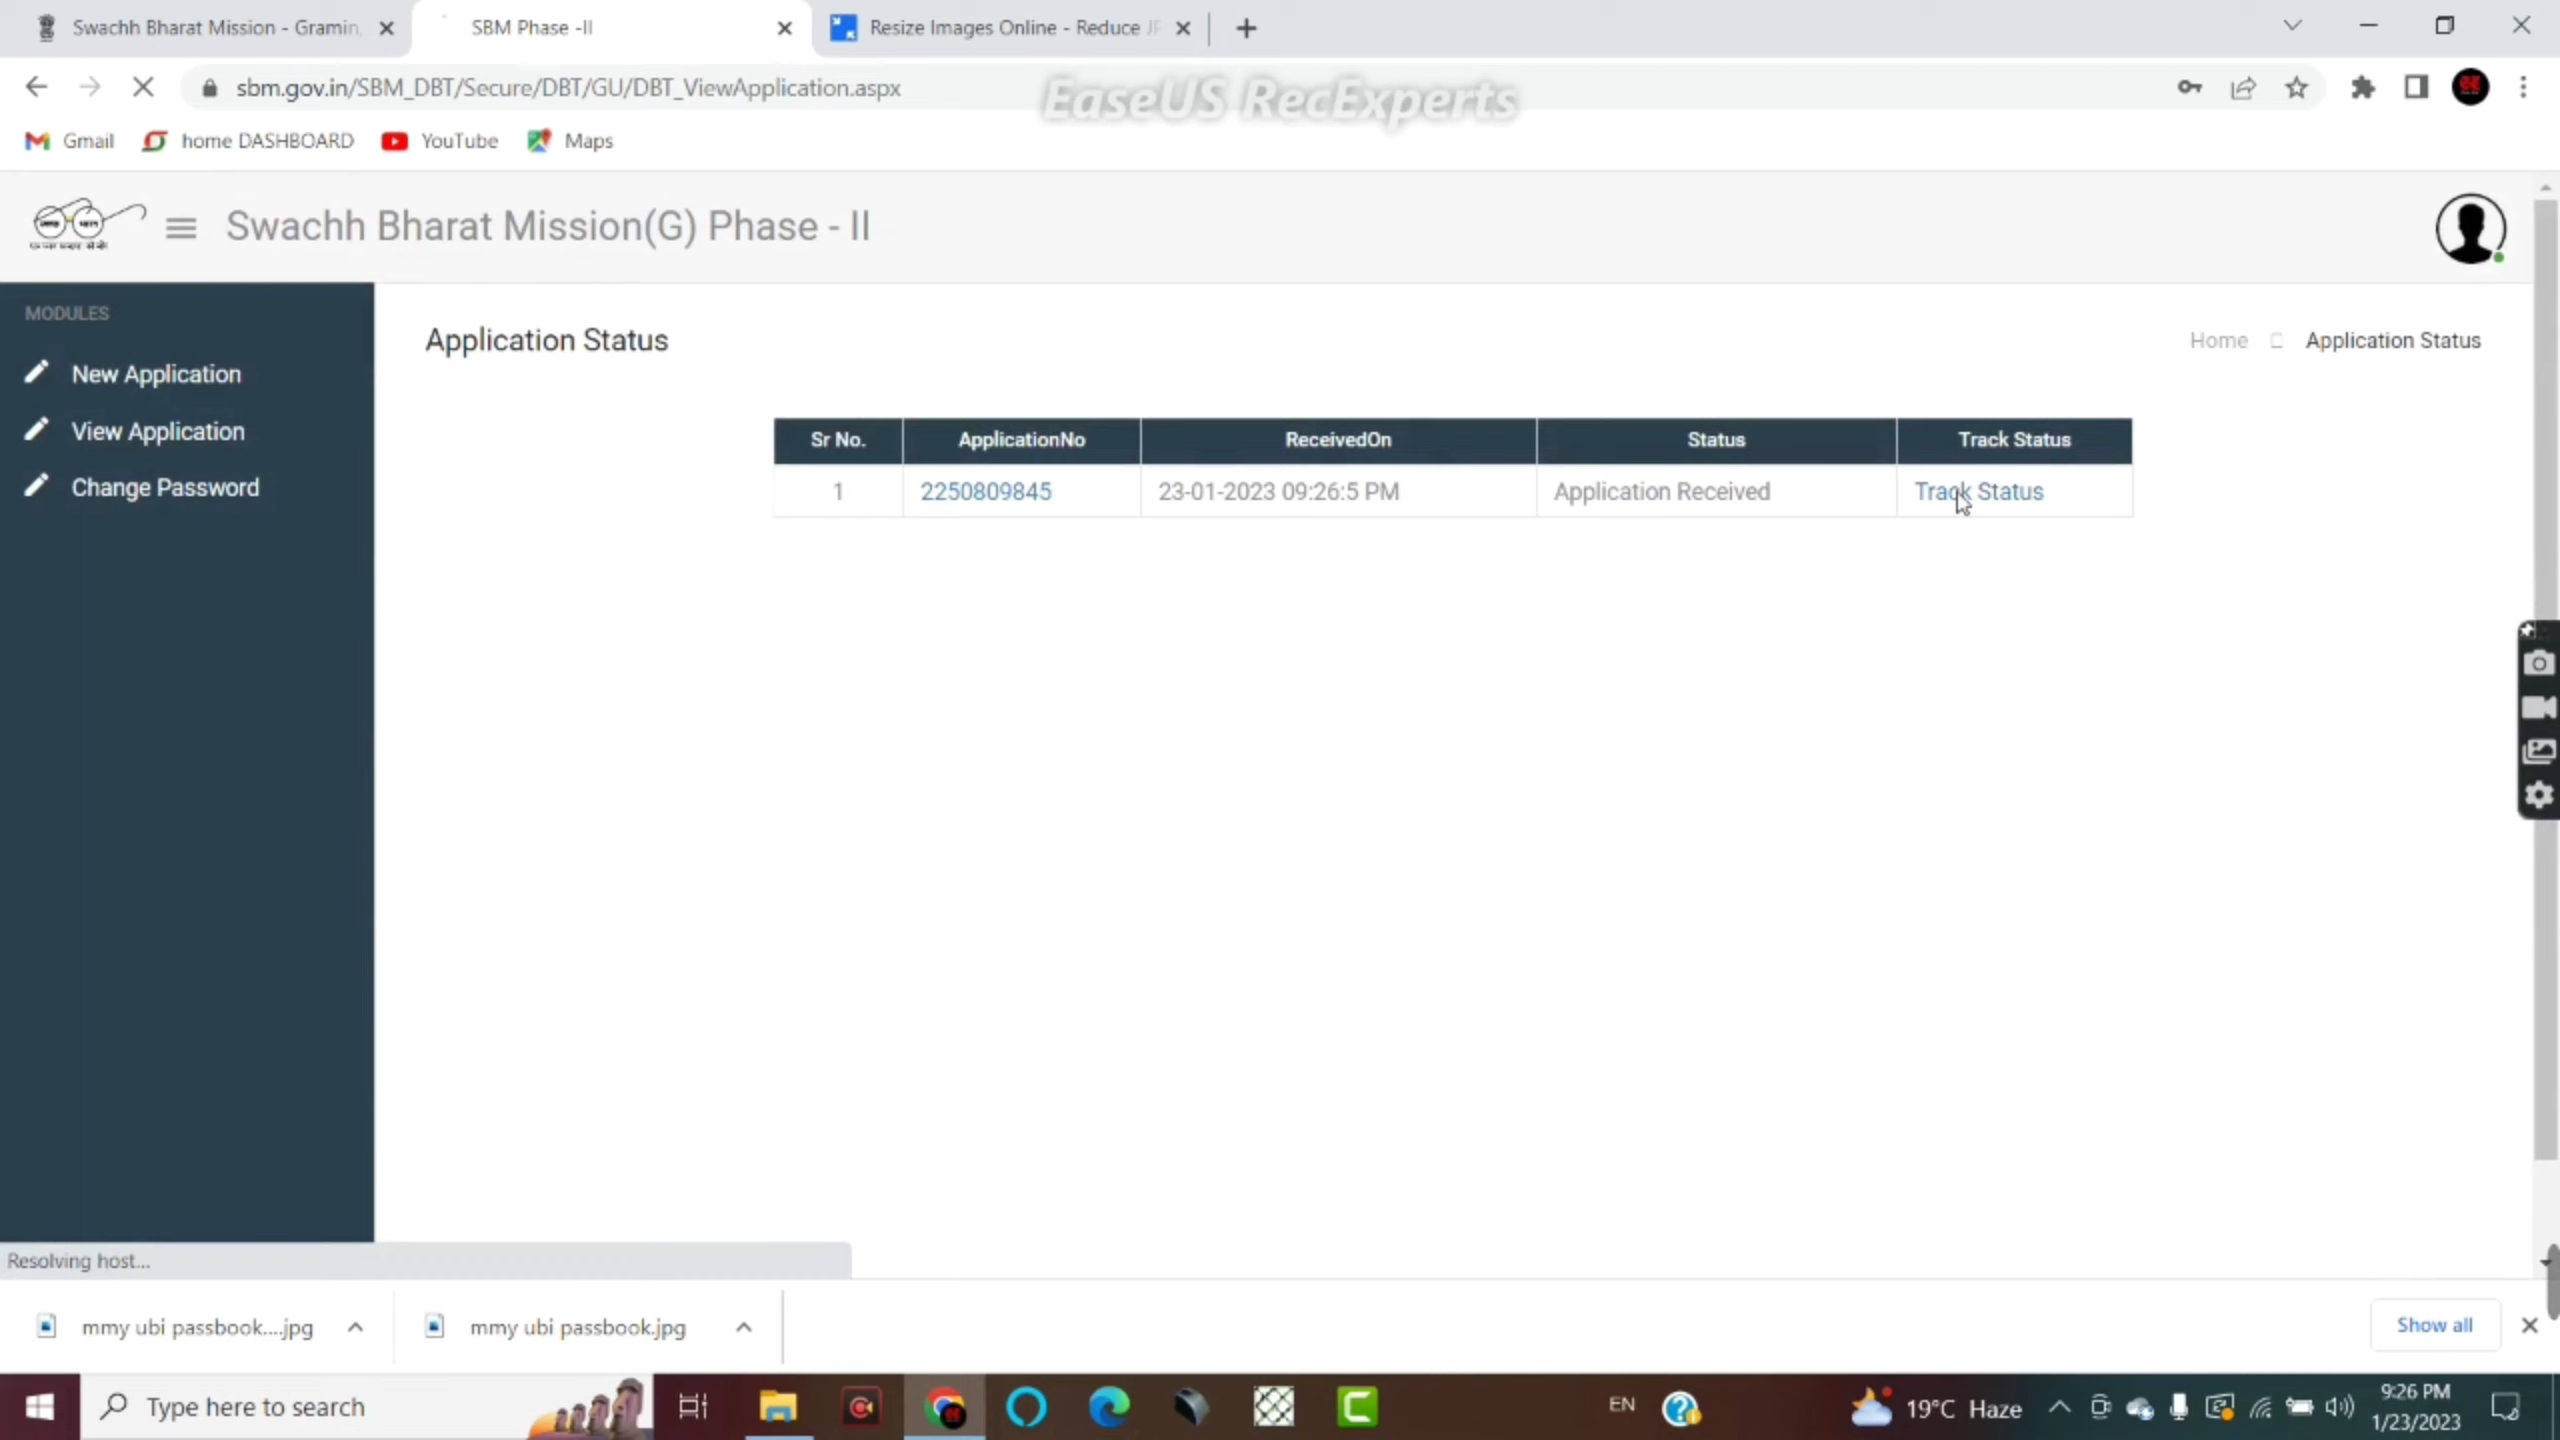 Swachh Bharat Mission - Gramin
SBM Phase -II
Resize Images Online - Reduce JP
sbm.gov.in/SBM_DBT/Secure/DBT/GU/DBT_ViewApplication.aspx
EaseUS RecExperts
Gmail
home DASHBOARD
YouTube
Maps
Swachh Bharat Mission(G) Phase - II
MODULES
New Application
View Application
Change Password
Application Status
Home
Application Status
Sr No. ApplicationNo ReceivedOn Status Track Status
1 2250809845 23-01-2023 09:26:5 PM Application Received Track Status
Resolving host...
mmy ubi passbook....jpg
mmy ubi passbook.jpg
Show all
Type here to search
EN
19°C Haze
9:26 PM
1/23/2023